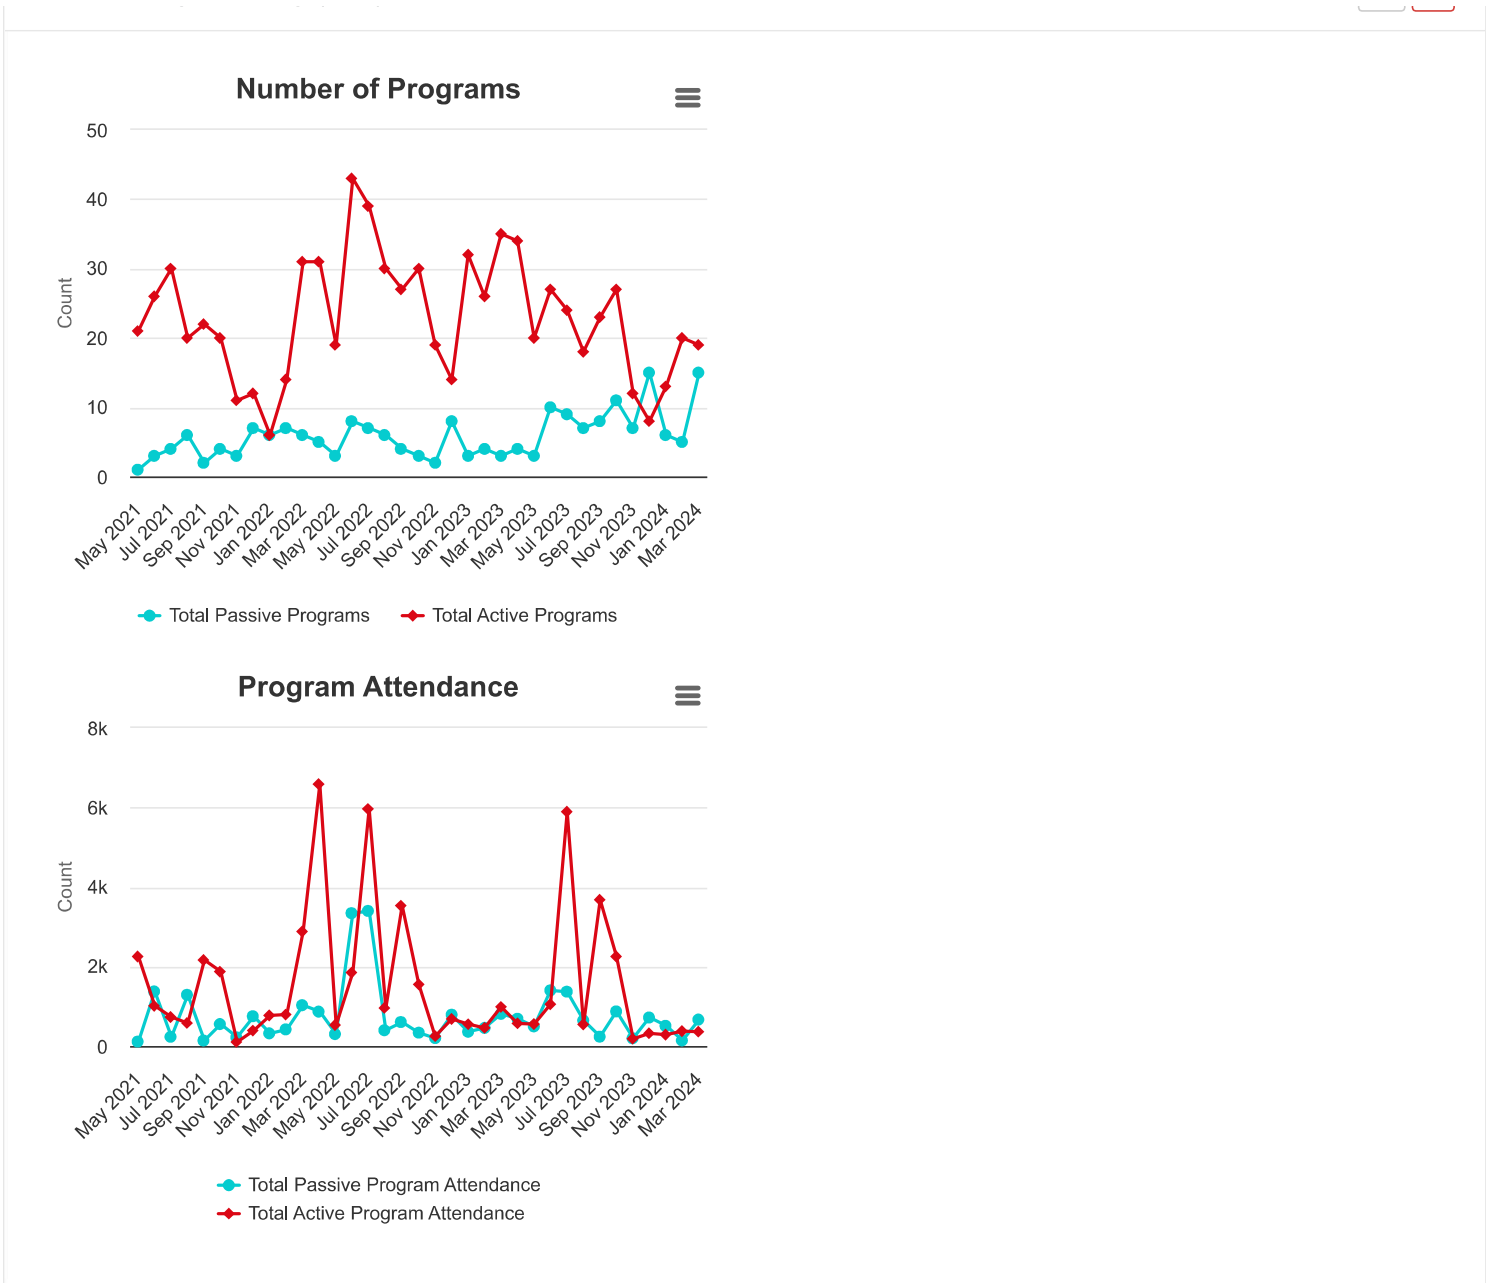 Number of Programs
50
40
30
20
10
0
Count
May 2021
Jul 2021
Sep 2021
Nov 2021
Jan 2022
Mar 2022
May 2022
Jul 2022
Sep 2022
Nov 2022
Jan 2023
Mar 2023
May 2023
Jul 2023
Sep 2023
Nov 2023
Jan 2024
Mar 2024
Total Passive Programs Total Active Programs
Program Attendance
8k
6k
4k
2k
0
Count
May 2021
Jul 2021
Sep 2021
Nov 2021
Jan 2022
Mar 2022
May 2022
Jul 2022
Sep 2022
Nov 2022
Jan 2023
Mar 2023
May 2023
Jul 2023
Sep 2023
Nov 2023
Jan 2024
Mar 2024
Total Passive Program Attendance
Total Active Program Attendance